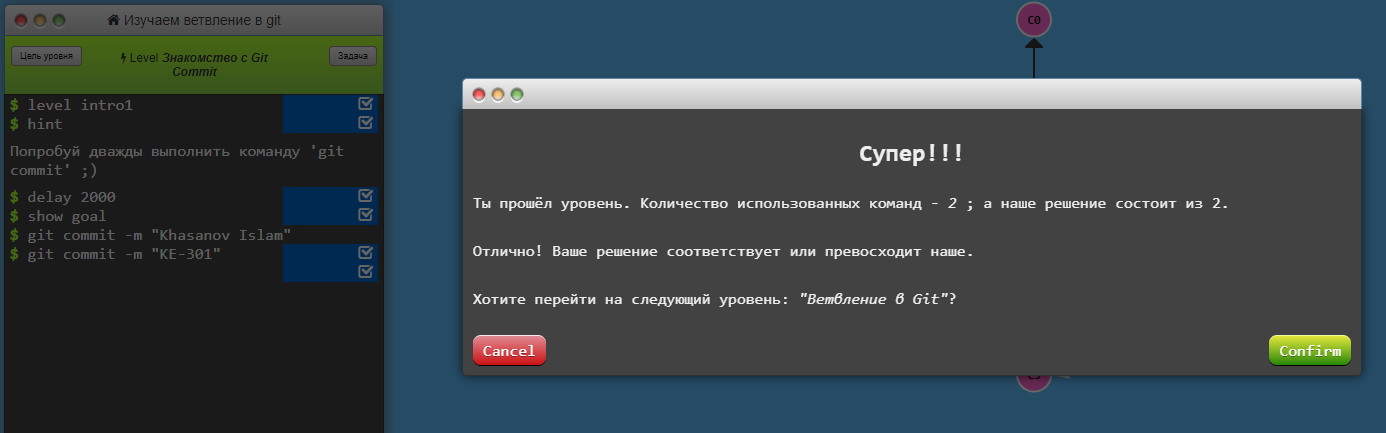 Изучаем ветвление в git
Цель уровня
Level Знакомство с Git
Commit
Задача
$ level intro1
$ hint
Попробуй дважды выполнить команду 'git
commit' ;)
$ delay 2000
$ show goal
$ git commit -m "Khasanov Islam"
$ git commit -m "KE-301"
C0
Супер!!!
Ты прошёл уровень. Количество использованных команд - 2 ; а наше решение состоит из 2.
Отлично! Ваше решение соответствует или превосходит наше.
Хотите перейти на следующий уровень: "Ветвление в Git"?
Cancel
Confirm